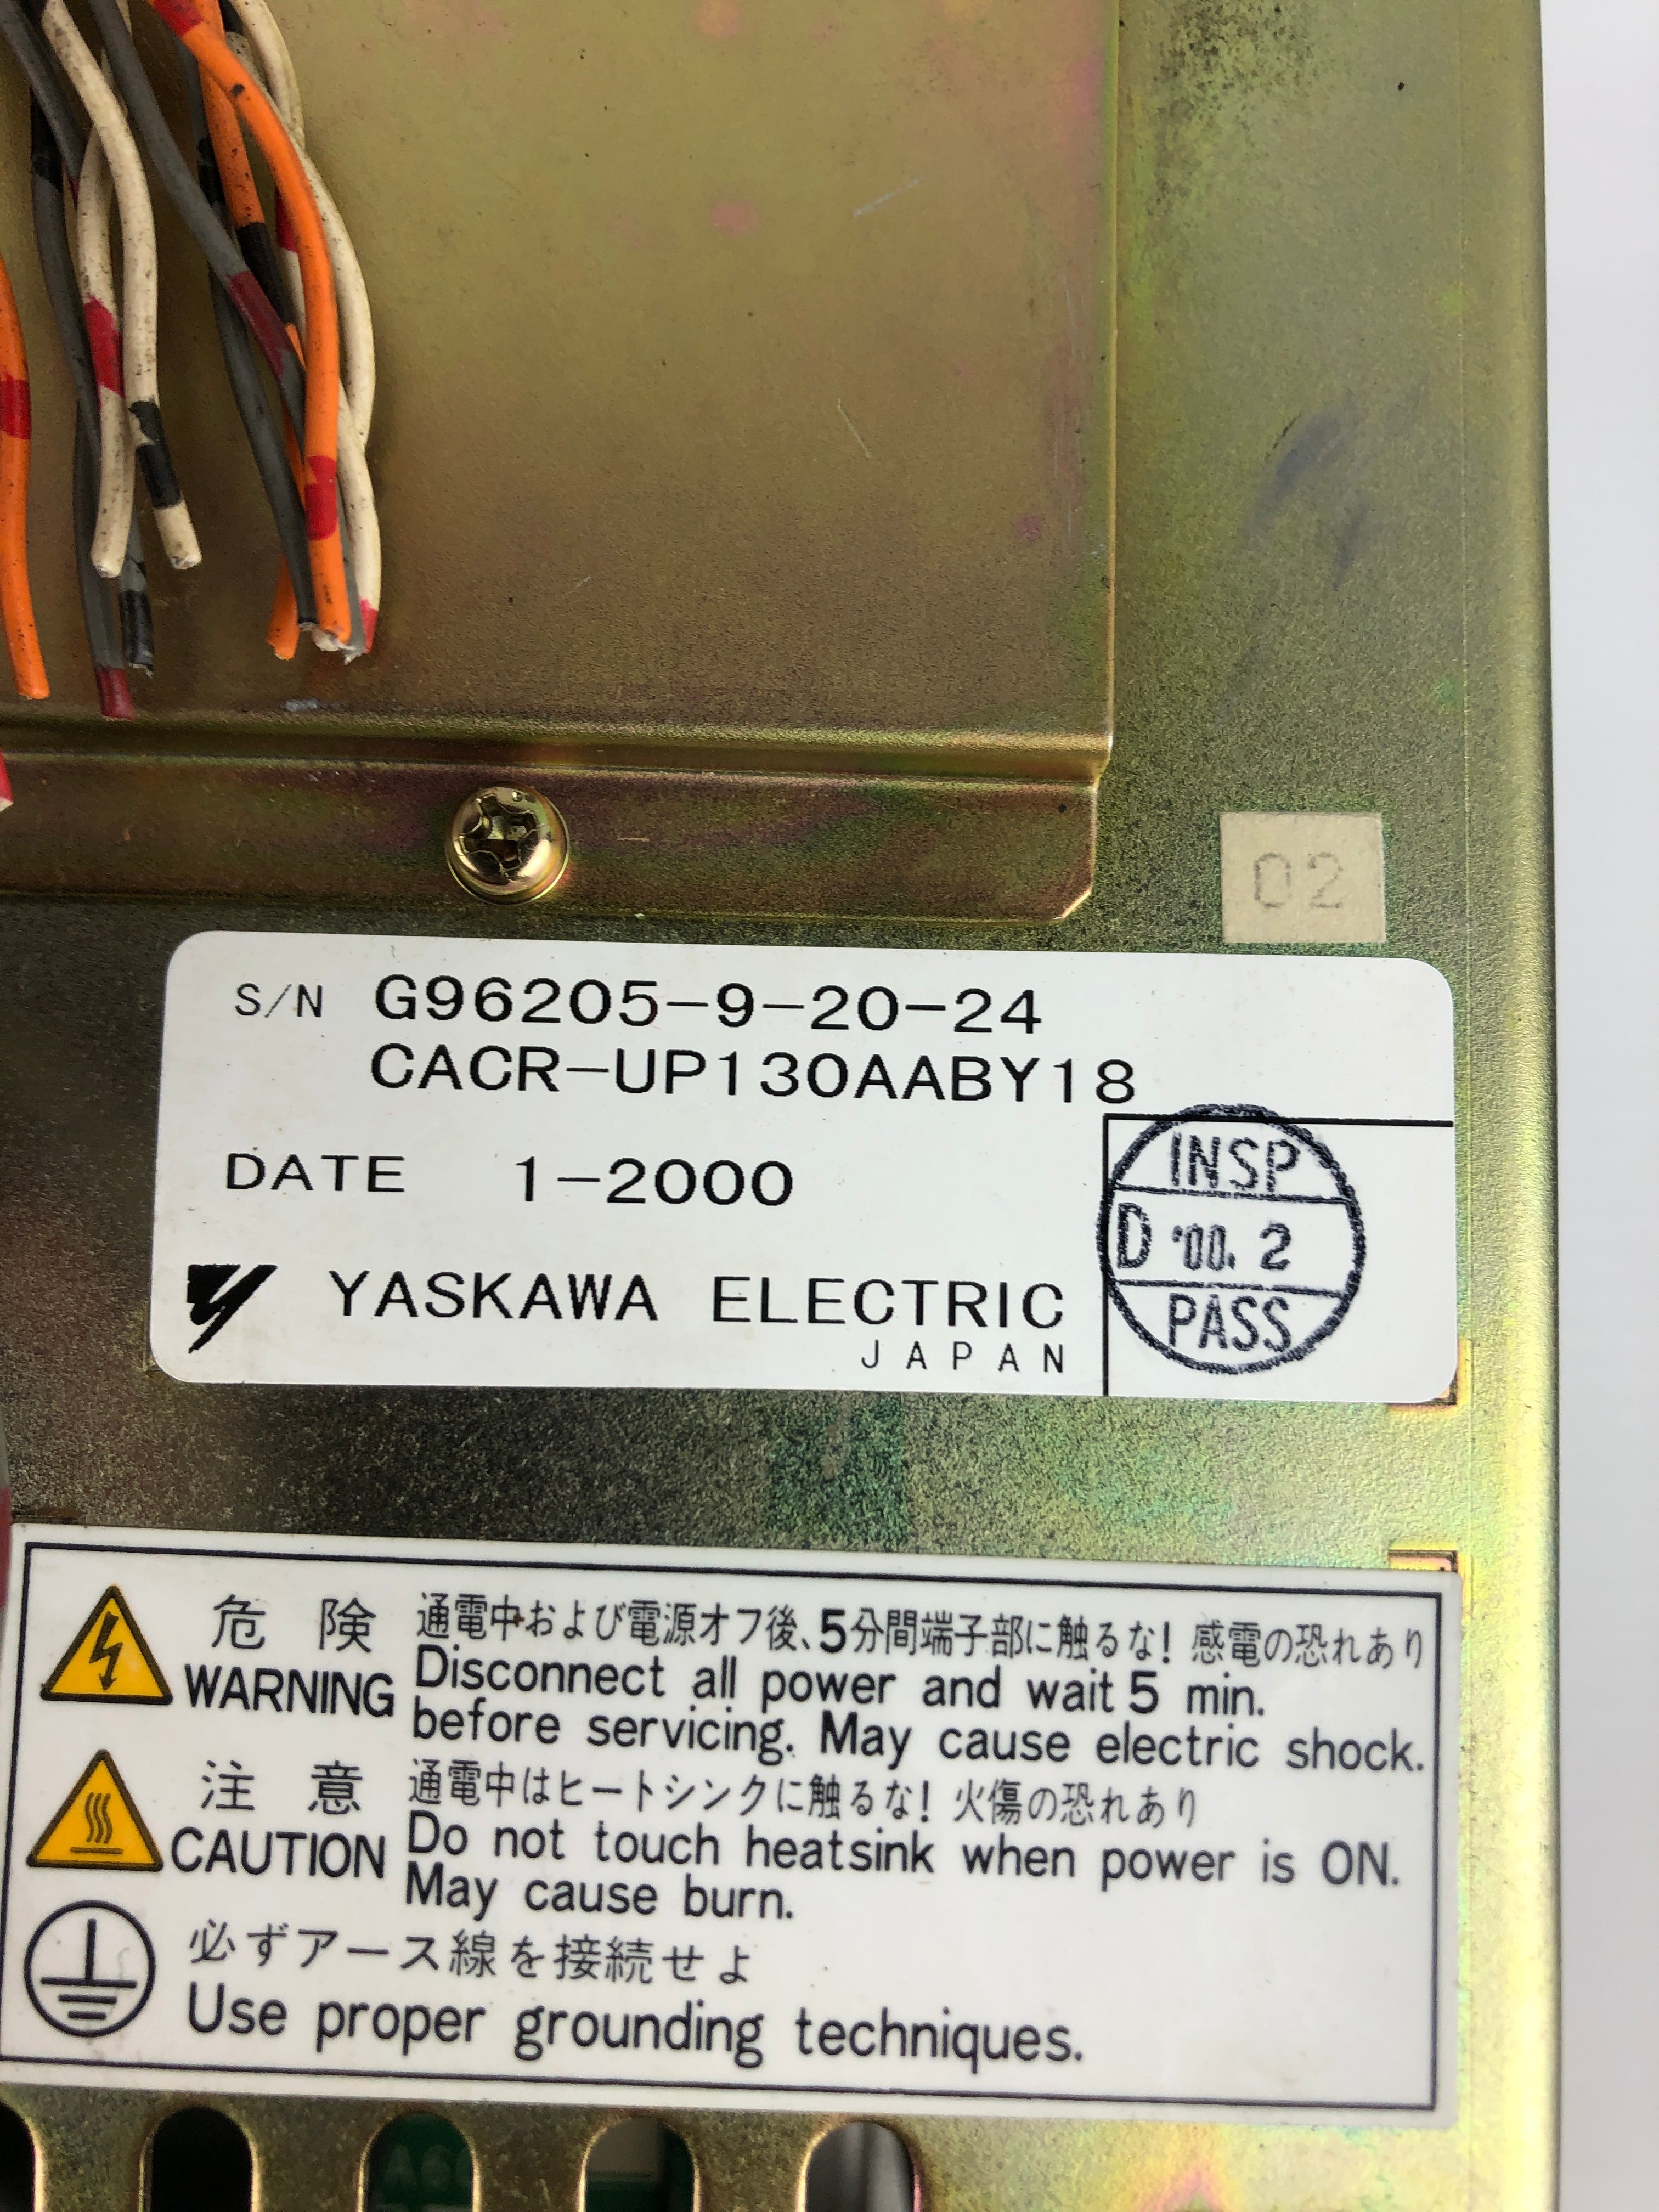 02
S/N G96205-9-20-24
CACR-UP130AABY18
DATE 1-2000
INSP
D '00. 2
PASS
YASKAWA ELECTRIC
JAPAN
危険 通電中および電源オフ後、5分間端子部に触るな! 感電の恐れあり
WARNING Disconnect all power and wait 5 min.
before servicing. May cause electric shock.
注意 通電中はヒートシンクに触るな! 火傷の恐れあり
CAUTION Do not touch heatsink when power is ON.
May cause burn.
必ずアース線を接続せよ
Use proper grounding techniques.